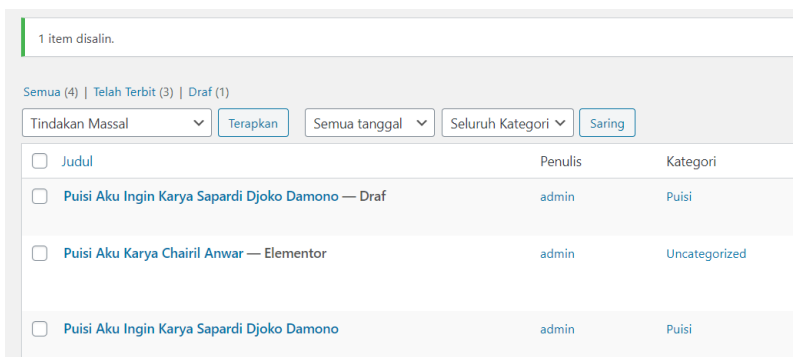 1 item disalin.
Semua (4) | Telah Terbit (3) | Draf (1)
Tindakan Massal Terapkan Semua tanggal Seluruh Kategori Saring
Judul Penulis Kategori
Puisi Aku Ingin Karya Sapardi Djoko Damono — Draf admin Puisi
Puisi Aku Karya Chairil Anwar — Elementor admin Uncategorized
Puisi Aku Ingin Karya Sapardi Djoko Damono admin Puisi